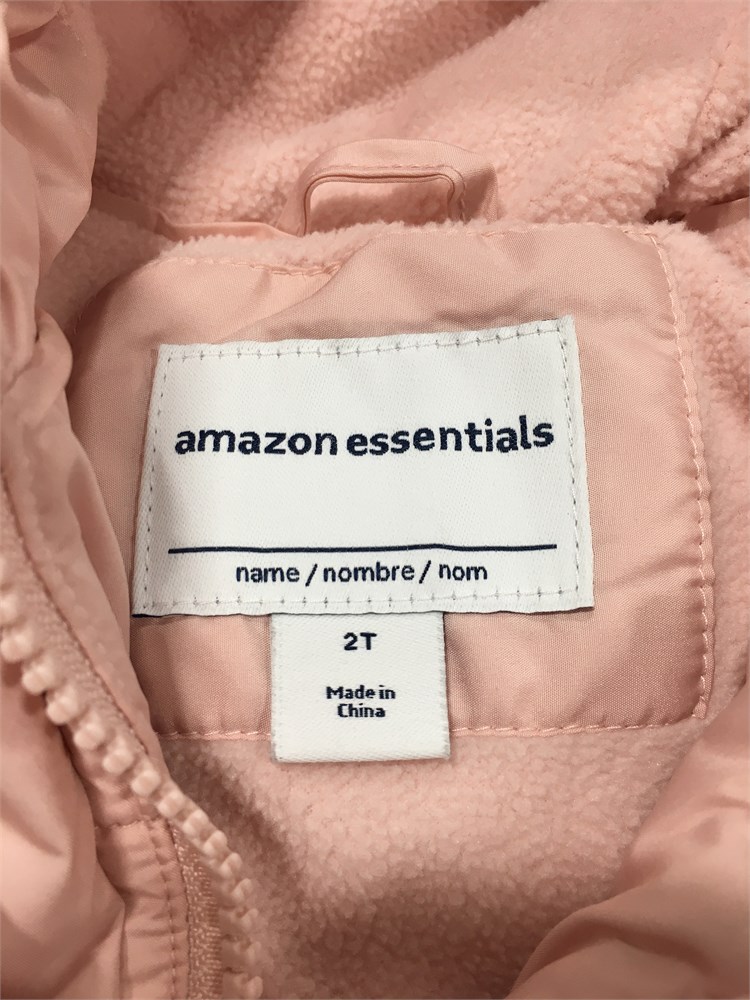 amazon essentials
name / nombre / nom
2T
Made in
China